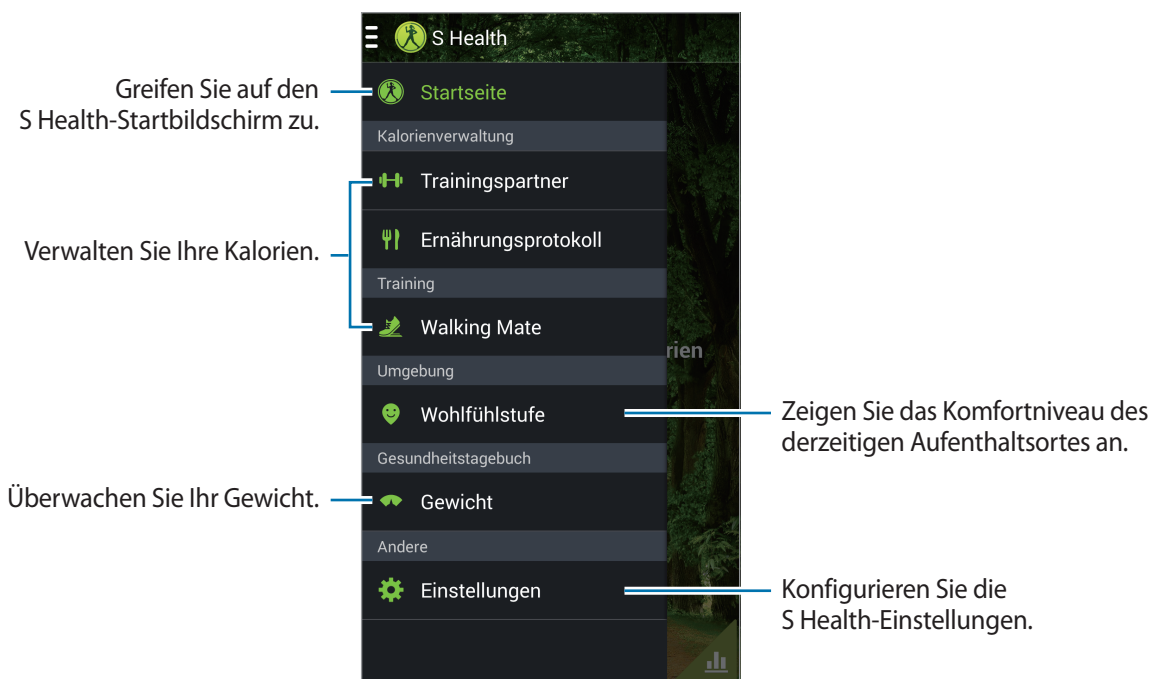 S Health
Greifen Sie auf den
S Health-Startbildschirm zu.
Startseite
Kalorienverwaltung
Trainingspartner
Verwalten Sie Ihre Kalorien.
Ernährungsprotokoll
Training
Walking Mate
rien
Umgebung
Wohlfühlstufe
Zeigen Sie das Komfortniveau des
derzeitigen Aufenthaltsortes an.
Gesundheitstagebuch
Überwachen Sie Ihr Gewicht.
Gewicht
Andere
Einstellungen
Konfigurieren Sie die
S Health-Einstellungen.